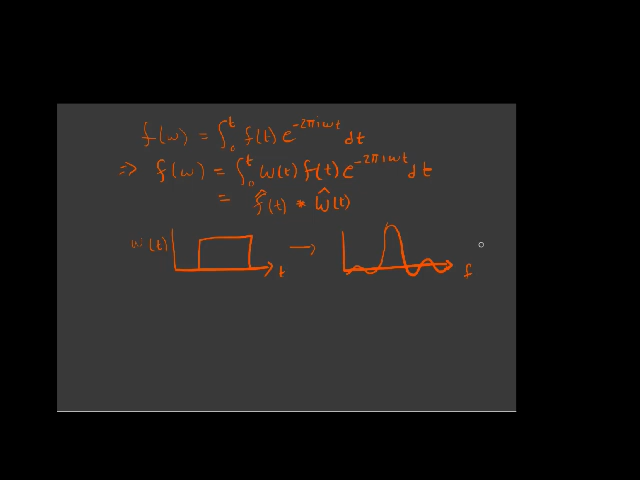 f(w) = ∫₀ᵗ f(t) e^{-2πiωt} dt
⇒ f(w) = ∫₀ᵗ W(t) f(t) e^{-2πiωt} dt
= f̂(t) * Ŵ(t)
W(t)
t
→
f